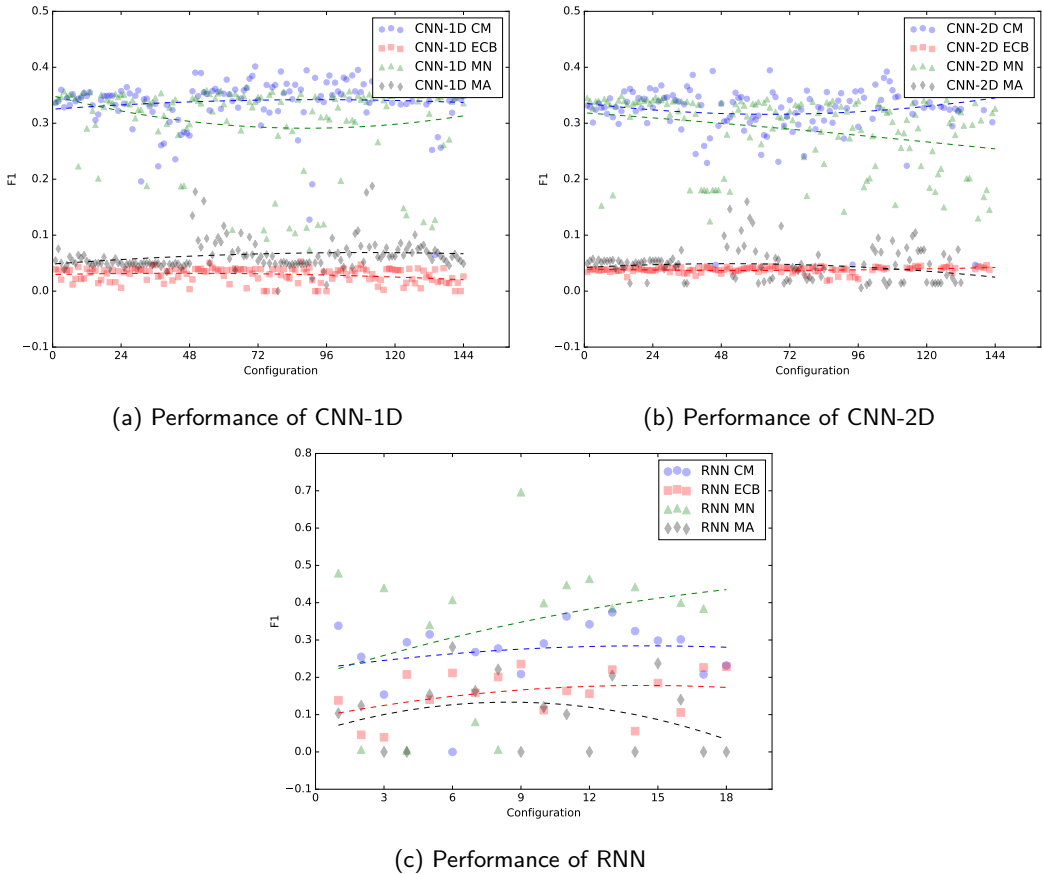 0.5
0.4
0.3
0.2
0.1
0.0
−0.1
F1
0 24 48 72 96 120 144
Configuration
CNN-1D CM
CNN-1D ECB
CNN-1D MN
CNN-1D MA
(a) Performance of CNN-1D
0.5
0.4
0.3
0.2
0.1
0.0
−0.1
F1
0 24 48 72 96 120 144
Configuration
CNN-2D CM
CNN-2D ECB
CNN-2D MN
CNN-2D MA
(b) Performance of CNN-2D
0.8
0.7
0.6
0.5
0.4
0.3
0.2
0.1
0.0
−0.1
F1
0 3 6 9 12 15 18
Configuration
RNN CM
RNN ECB
RNN MN
RNN MA
(c) Performance of RNN